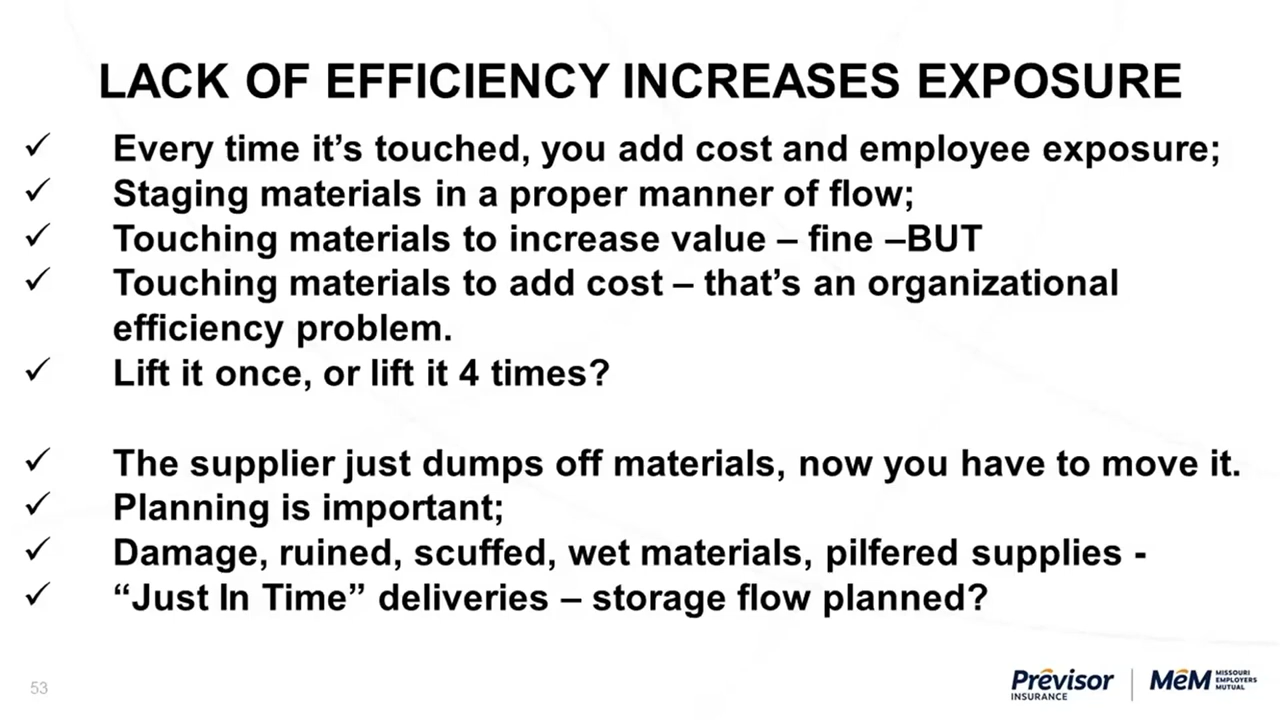 LACK OF EFFICIENCY INCREASES EXPOSURE
✓ Every time it’s touched, you add cost and employee exposure;
✓ Staging materials in a proper manner of flow;
✓ Touching materials to increase value – fine –BUT
✓ Touching materials to add cost – that’s an organizational
efficiency problem.
✓ Lift it once, or lift it 4 times?
✓ The supplier just dumps off materials, now you have to move it.
✓ Planning is important;
✓ Damage, ruined, scuffed, wet materials, pilfered supplies -
✓ “Just In Time” deliveries – storage flow planned?
53
Prēvisor
INSURANCE
MēM
MISSOURI
EMPLOYERS
MUTUAL